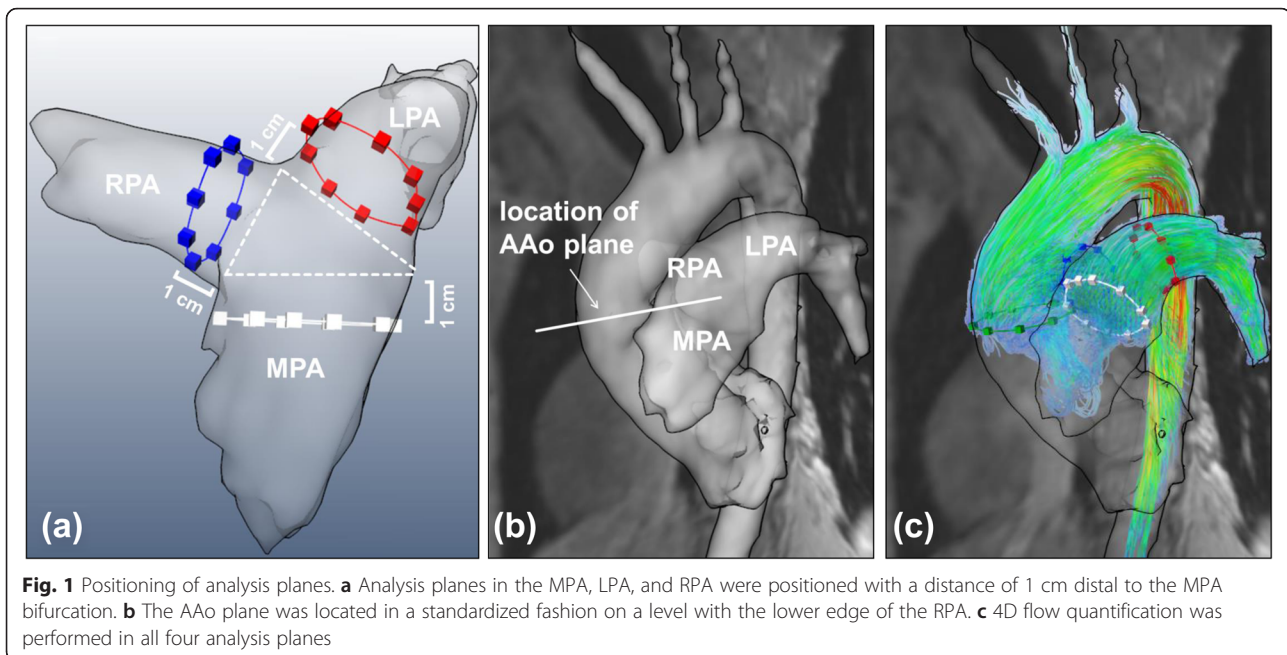 1 cm
LPA
RPA
1 cm
1 cm
MPA
(a)
location of
AAo plane
LPA
RPA
MPA
(b)
(c)
Fig. 1 Positioning of analysis planes. a Analysis planes in the MPA, LPA, and RPA were positioned with a distance of 1 cm distal to the MPA
bifurcation. b The AAo plane was located in a standardized fashion on a level with the lower edge of the RPA. c 4D flow quantification was
performed in all four analysis planes